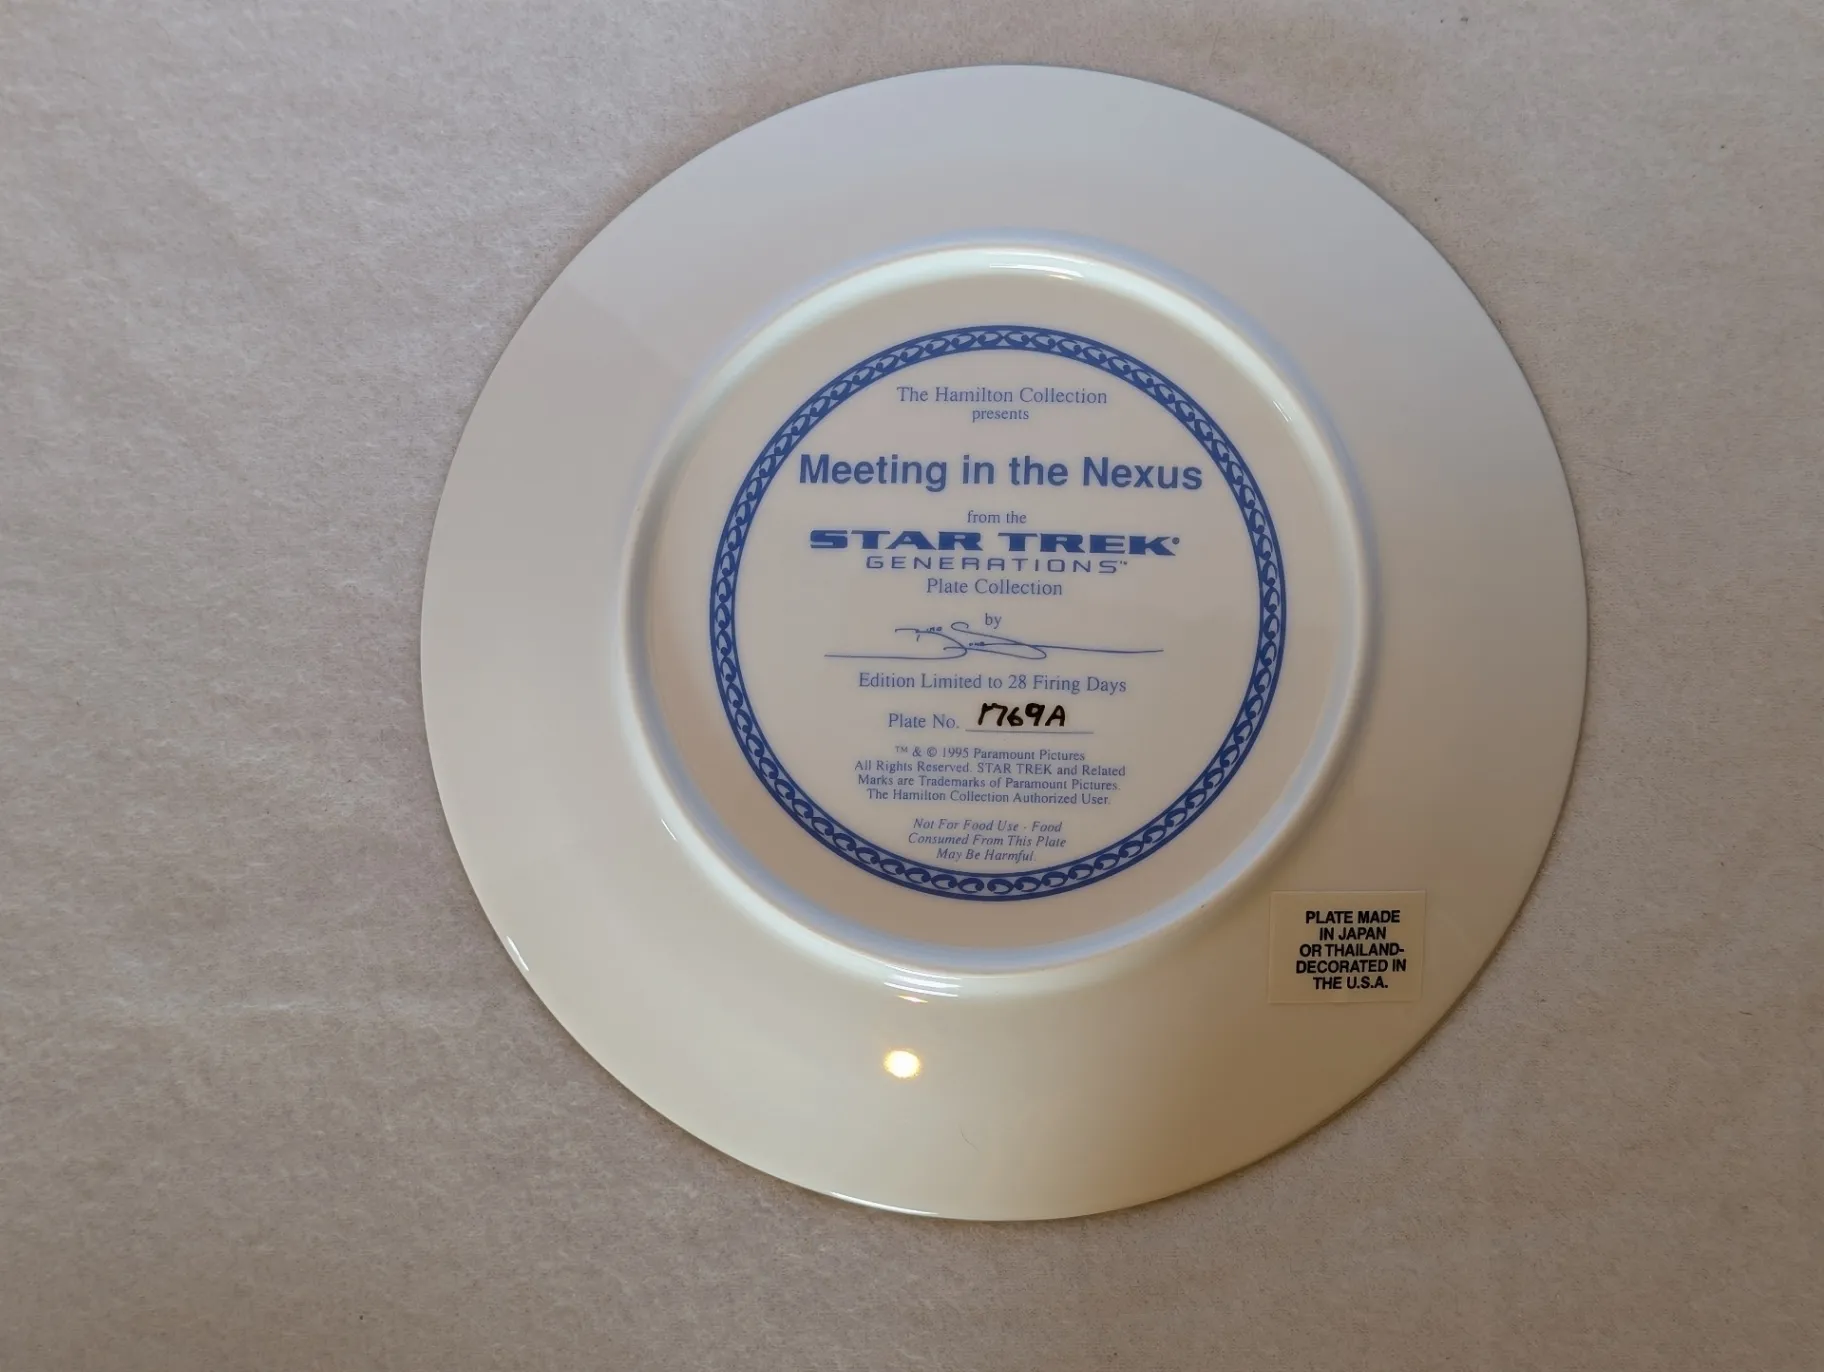 The Hamilton Collection
presents
Meeting in the Nexus
from the
STAR TREK®
GENERATIONS™
Plate Collection
by
Edition Limited to 28 Firing Days
Plate No. 1769A
™ & © 1995 Paramount Pictures
All Rights Reserved. STAR TREK and Related
Marks are Trademarks of Paramount Pictures.
The Hamilton Collection Authorized User.
Not For Food Use - Food
Consumed From This Plate
May Be Harmful.
PLATE MADE
IN JAPAN
OR THAILAND-
DECORATED IN
THE U.S.A.